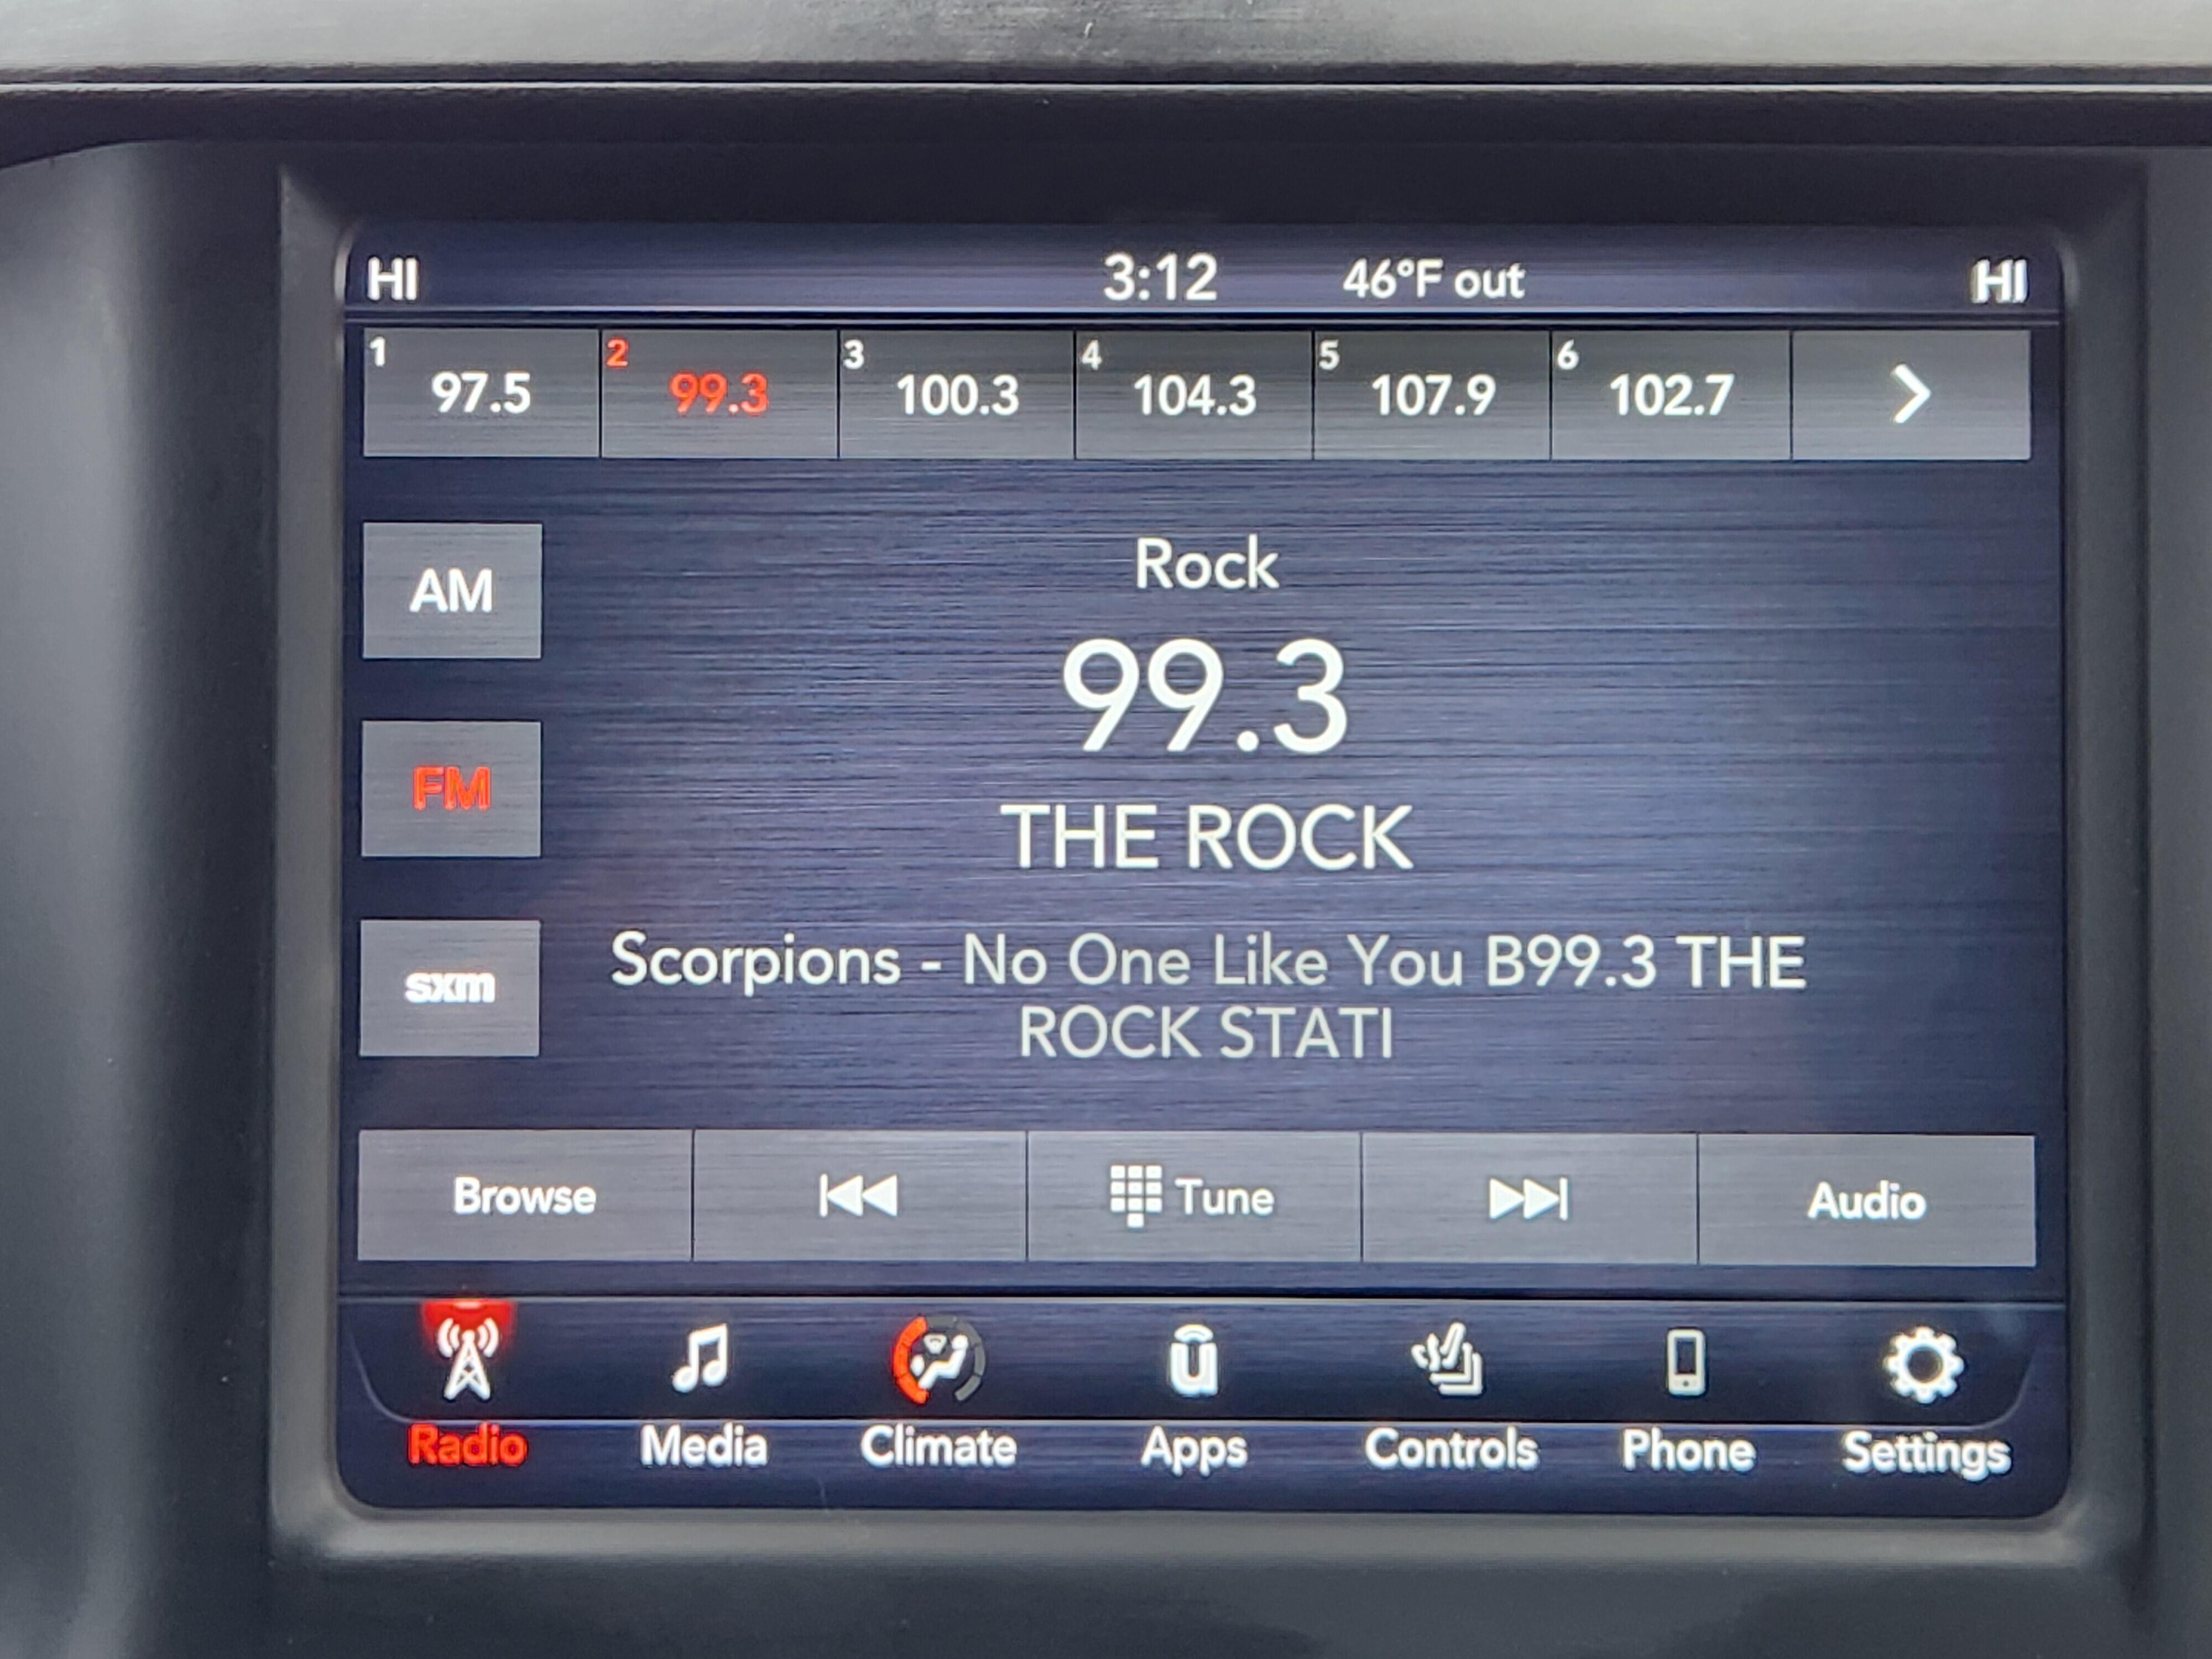 HI 3:12 46°F out HI
1 97.5 2 99.3 3 100.3 4 104.3 5 107.9 6 102.7
Rock
AM
99.3
FM
THE ROCK
Scorpions - No One Like You B99.3 THE
sxm
ROCK STATI
Browse Tune Audio
u
Radio Media Climate Apps Controls Phone Settings